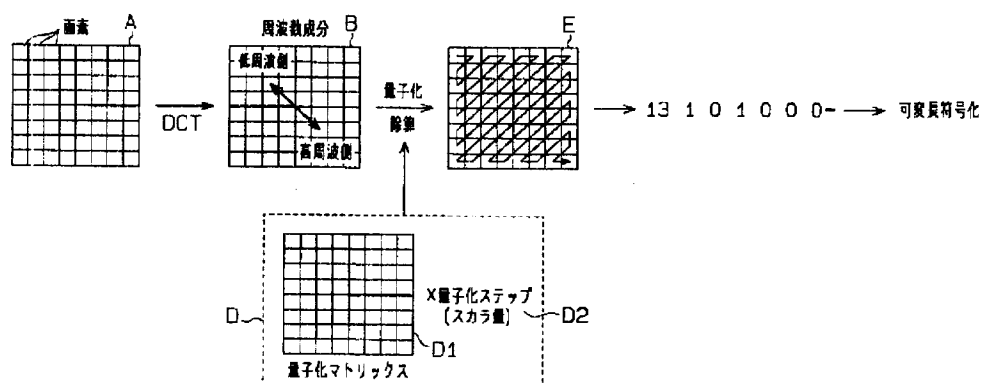 画素
A
DCT
周波数成分
B
低周波側
高周波側
量子化
除算
E
13 1 0 1 0 0 0-
可変長符号化
D
D1
量子化マトリックス
X量子化ステップ
(スカラ量)
D2